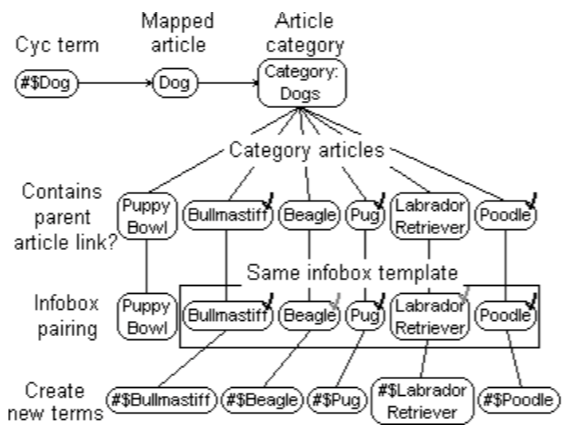 Cyc term
Mapped
article
Article
category
#$Dog
Dog
Category:
Dogs
Category articles
Contains
parent
article link?
Puppy
Bowl
Bullmastiff
Beagle
Pug
Labrador
Retriever
Poodle
Same infobox template
Infobox
pairing
Puppy
Bowl
Bullmastiff
Beagle
Pug
Labrador
Retriever
Poodle
Create
new terms
#$Bullmastiff
#$Beagle
#$Pug
#$Labrador
Retriever
#$Poodle